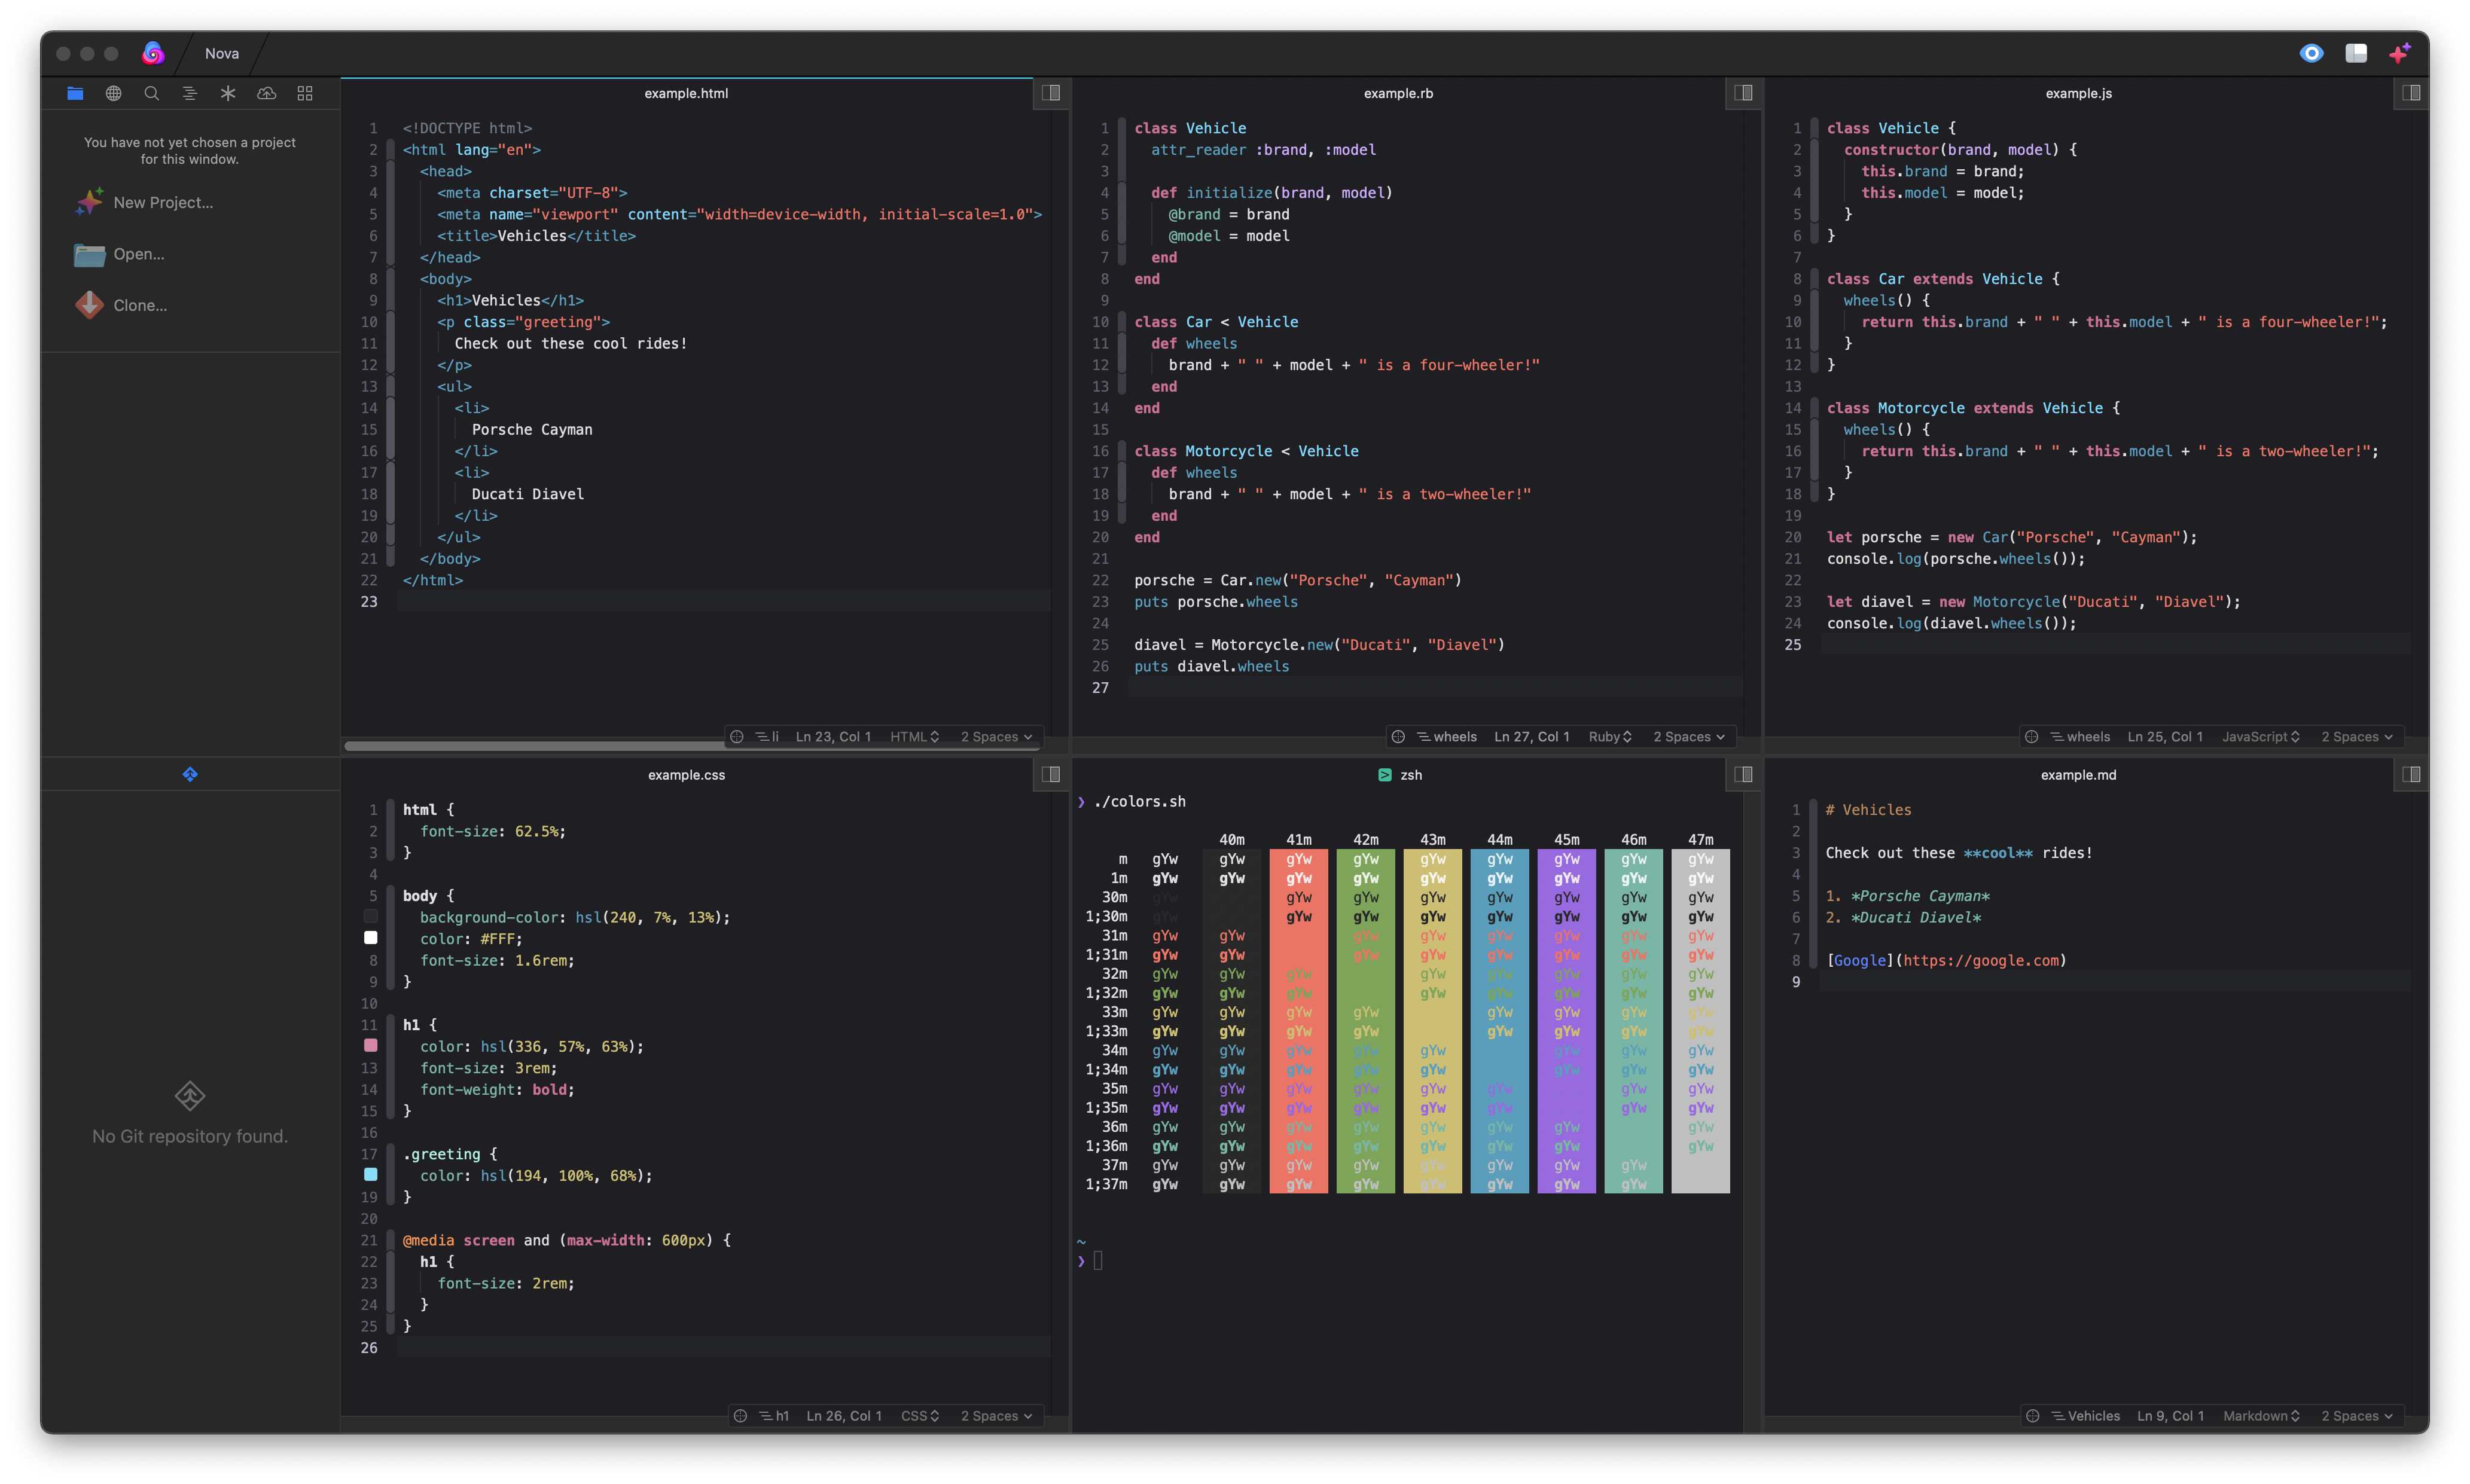 Nova
You have not yet chosen a project
for this window.
New Project...
Open...
Clone...
example.html
1 <!DOCTYPE html>
2 <html lang="en">
3 <head>
4 <meta charset="UTF-8">
5 <meta name="viewport" content="width=device-width, initial-scale=1.0">
6 <title>Vehicles</title>
7 </head>
8 <body>
9 <h1>Vehicles</h1>
10 <p class="greeting">
11 Check out these cool rides!
12 </p>
13 <ul>
14 <li>
15 Porsche Cayman
16 </li>
17 <li>
18 Ducati Diavel
19 </li>
20 </ul>
21 </body>
22 </html>
23
li Ln 23, Col 1 HTML 2 Spaces
example.rb
1 class Vehicle
2 attr_reader :brand, :model
3
4 def initialize(brand, model)
5 @brand = brand
6 @model = model
7 end
8 end
9
10 class Car < Vehicle
11 def wheels
12 brand + " " + model + " is a four-wheeler!"
13 end
14 end
15
16 class Motorcycle < Vehicle
17 def wheels
18 brand + " " + model + " is a two-wheeler!"
19 end
20 end
21
22 porsche = Car.new("Porsche", "Cayman")
23 puts porsche.wheels
24
25 diavel = Motorcycle.new("Ducati", "Diavel")
26 puts diavel.wheels
27
wheels Ln 27, Col 1 Ruby 2 Spaces
example.js
1 class Vehicle {
2 constructor(brand, model) {
3 this.brand = brand;
4 this.model = model;
5 }
6 }
7
8 class Car extends Vehicle {
9 wheels() {
10 return this.brand + " " + this.model + " is a four-wheeler!";
11 }
12 }
13
14 class Motorcycle extends Vehicle {
15 wheels() {
16 return this.brand + " " + this.model + " is a two-wheeler!";
17 }
18 }
19
20 let porsche = new Car("Porsche", "Cayman");
21 console.log(porsche.wheels());
22
23 let diavel = new Motorcycle("Ducati", "Diavel");
24 console.log(diavel.wheels());
25
wheels Ln 25, Col 1 JavaScript 2 Spaces
No Git repository found.
example.css
1 html {
2 font-size: 62.5%;
3 }
4
5 body {
background-color: hsl(240, 7%, 13%);
color: #FFF;
8 font-size: 1.6rem;
9 }
10
11 h1 {
color: hsl(336, 57%, 63%);
13 font-size: 3rem;
14 font-weight: bold;
15 }
16
17 .greeting {
color: hsl(194, 100%, 68%);
19 }
20
21 @media screen and (max-width: 600px) {
22 h1 {
23 font-size: 2rem;
24 }
25 }
26
h1 Ln 26, Col 1 CSS 2 Spaces
zsh
❯ ./colors.sh
40m 41m 42m 43m 44m 45m 46m 47m
m gYw gYw gYw gYw gYw gYw gYw gYw gYw
1m gYw gYw gYw gYw gYw gYw gYw gYw gYw
30m gYw gYw gYw gYw gYw gYw gYw gYw
1;30m gYw gYw gYw gYw gYw gYw gYw gYw
31m gYw gYw gYw gYw gYw gYw gYw gYw
1;31m gYw gYw gYw gYw gYw gYw gYw gYw
32m gYw gYw gYw gYw gYw gYw gYw gYw
1;32m gYw gYw gYw gYw gYw gYw gYw gYw
33m gYw gYw gYw gYw gYw gYw gYw gYw
1;33m gYw gYw gYw gYw gYw gYw gYw gYw
34m gYw gYw gYw gYw gYw gYw gYw gYw
1;34m gYw gYw gYw gYw gYw gYw gYw gYw
35m gYw gYw gYw gYw gYw gYw gYw gYw
1;35m gYw gYw gYw gYw gYw gYw gYw gYw
36m gYw gYw gYw gYw gYw gYw gYw gYw
1;36m gYw gYw gYw gYw gYw gYw gYw gYw
37m gYw gYw gYw gYw gYw gYw gYw gYw
1;37m gYw gYw gYw gYw gYw gYw gYw gYw
~
❯
example.md
1 # Vehicles
2
3 Check out these **cool** rides!
4
5 1. *Porsche Cayman*
6 2. *Ducati Diavel*
7
8 [Google](https://google.com)
9
Vehicles Ln 9, Col 1 Markdown 2 Spaces